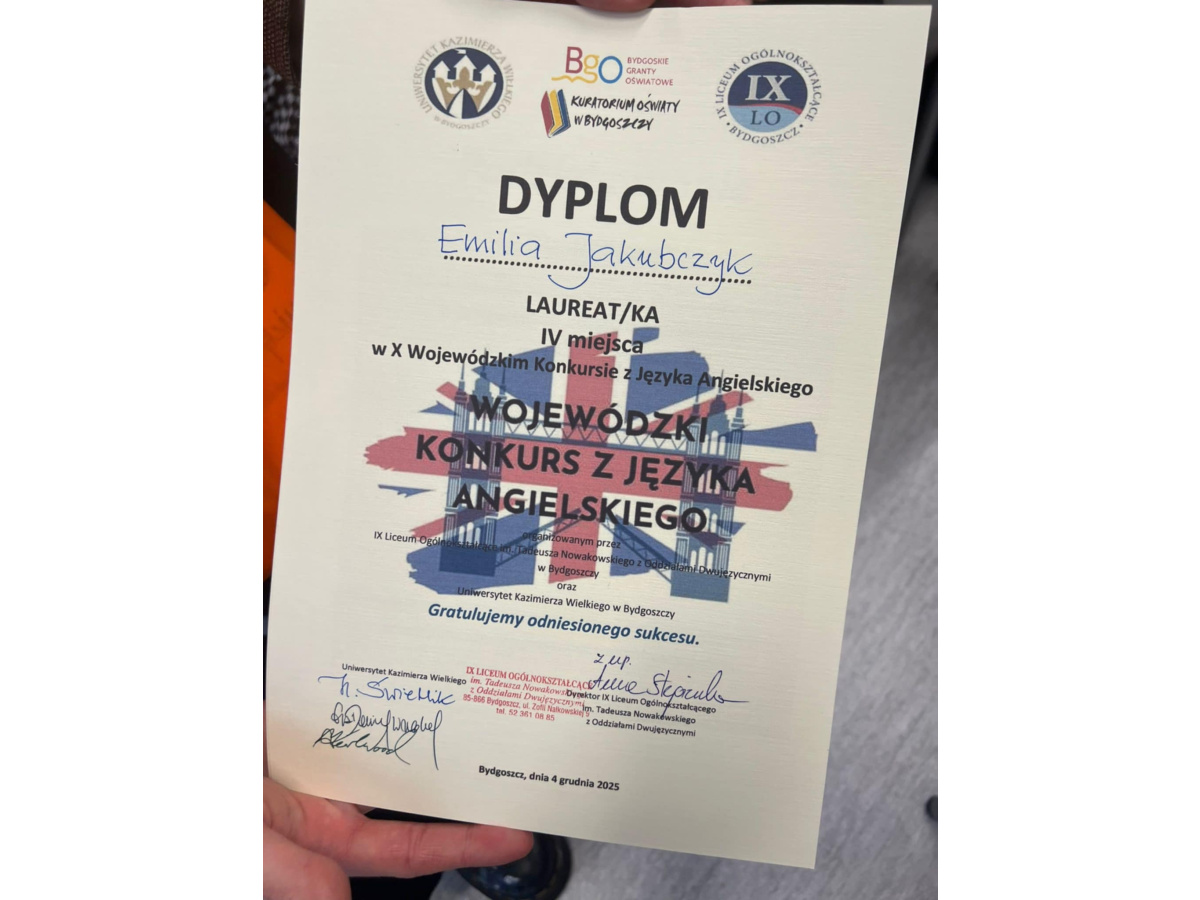 UNIWERSYTET KAZIMIERZA WIELKIEGO
W BYDGOSZCZY
Bgo BYDGOSKIE
GRANTY
OŚWIATOWE
KURATORIUM OŚWIATY
W BYDGOSZCZY
IX LICEUM OGÓLNOKSZTAŁCĄCE
BYDGOSZCZ
IX
LO
DYPLOM
Emilia Jakubczyk
LAUREAT/KA
IV miejsca
w X Wojewódzkim Konkursie z Języka Angielskiego
WOJEWÓDZKI
KONKURS Z JĘZYKA
ANGIELSKIEGO
organizowanym przez
IX Liceum Ogólnokształcące im. Tadeusza Nowakowskiego z Oddziałami Dwujęzycznymi
w Bydgoszczy
oraz
Uniwersytet Kazimierza Wielkiego w Bydgoszczy
Gratulujemy odniesionego sukcesu.
Uniwersytet Kazimierza Wielkiego
IX LICEUM OGÓLNOKSZTAŁCĄCE
im. Tadeusza Nowakowskiego
z Oddziałami Dwujęzycznymi
85-866 Bydgoszcz, ul. Zofii Nałkowskiej
tel. 52 361 08 85
z up.
Dyrektor IX Liceum Ogólnokształcącego
im. Tadeusza Nowakowskiego
z Oddziałami Dwujęzycznymi
Bydgoszcz, dnia 4 grudnia 2025